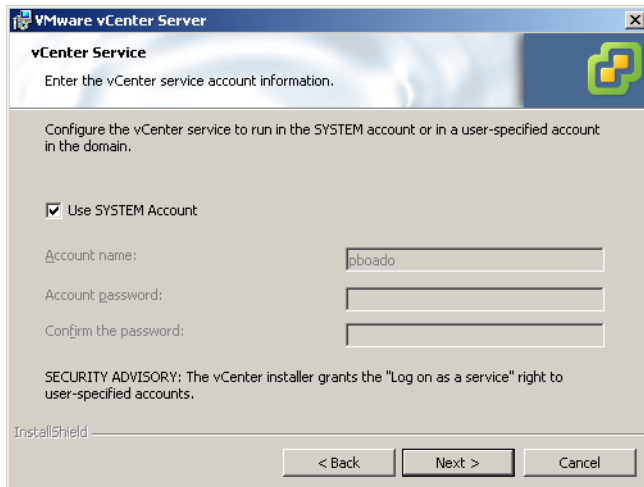 VMware vCenter Server
vCenter Service
Enter the vCenter service account information.
Configure the vCenter service to run in the SYSTEM account or in a user-specified account
in the domain.
Use SYSTEM Account
Account name:
pboado
Account password:
Confirm the password:
SECURITY ADVISORY: The vCenter installer grants the "Log on as a service" right to
user-specified accounts.
InstallShield
< Back
Next >
Cancel